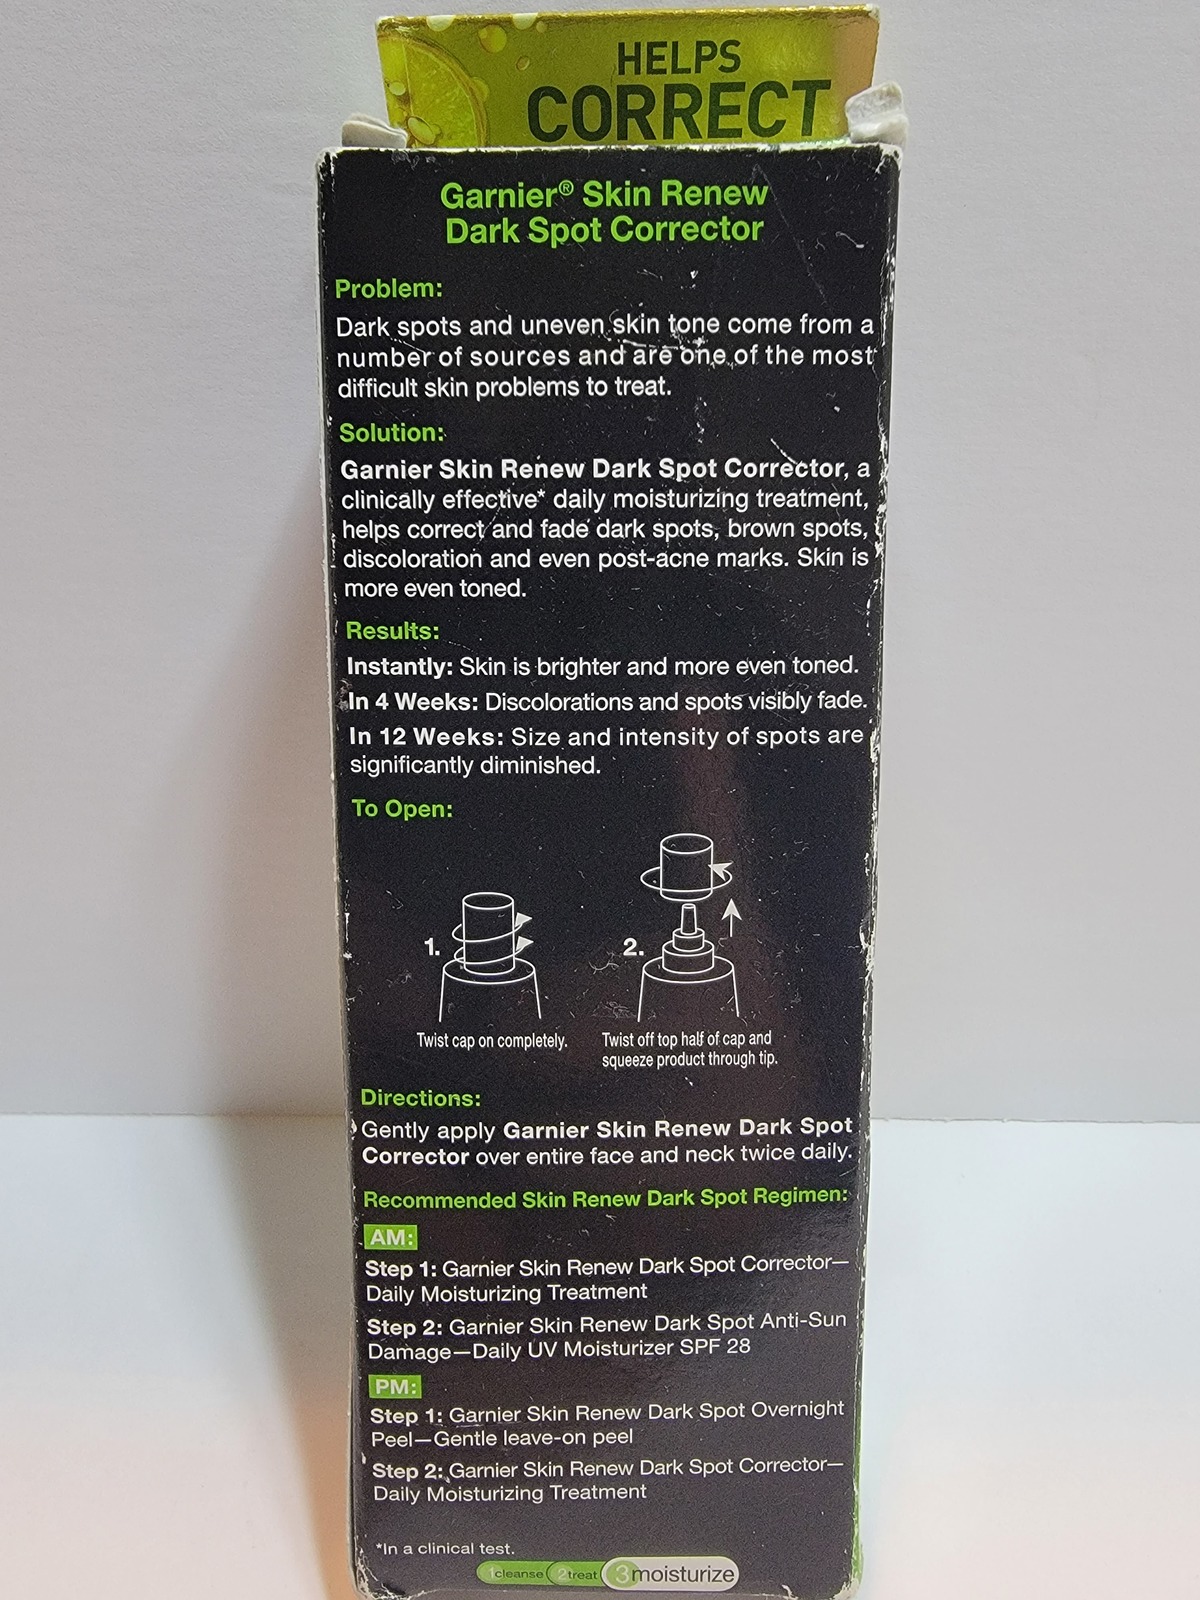 HELPS
CORRECT
Garnier® Skin Renew
Dark Spot Corrector
Problem:
Dark spots and uneven skin tone come from a
number of sources and are one of the most
difficult skin problems to treat.
Solution:
Garnier Skin Renew Dark Spot Corrector, a
clinically effective* daily moisturizing treatment,
helps correct and fade dark spots, brown spots,
discoloration and even post-acne marks. Skin is
more even toned.
Results:
Instantly: Skin is brighter and more even toned.
In 4 Weeks: Discolorations and spots visibly fade.
In 12 Weeks: Size and intensity of spots are
significantly diminished.
To Open:
1.
Twist cap on completely.
2.
Twist off top half of cap and
squeeze product through tip.
Directions:
Gently apply Garnier Skin Renew Dark Spot
Corrector over entire face and neck twice daily.
Recommended Skin Renew Dark Spot Regimen:
AM:
Step 1: Garnier Skin Renew Dark Spot Corrector—
Daily Moisturizing Treatment
Step 2: Garnier Skin Renew Dark Spot Anti-Sun
Damage—Daily UV Moisturizer SPF 28
PM:
Step 1: Garnier Skin Renew Dark Spot Overnight
Peel—Gentle leave-on peel
Step 2: Garnier Skin Renew Dark Spot Corrector—
Daily Moisturizing Treatment
*In a clinical test.
1cleanse 2treat 3moisturize